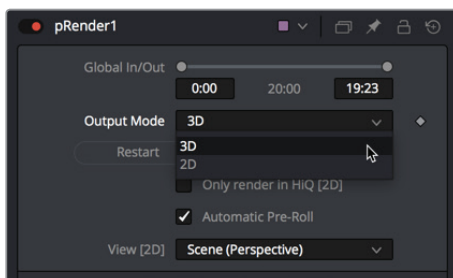 pRender1
Global In/Out
0:00 20:00 19:23
Output Mode 3D
Restart 3D
2D
Only render in HiQ [2D]
Automatic Pre-Roll
View [2D] Scene (Perspective)